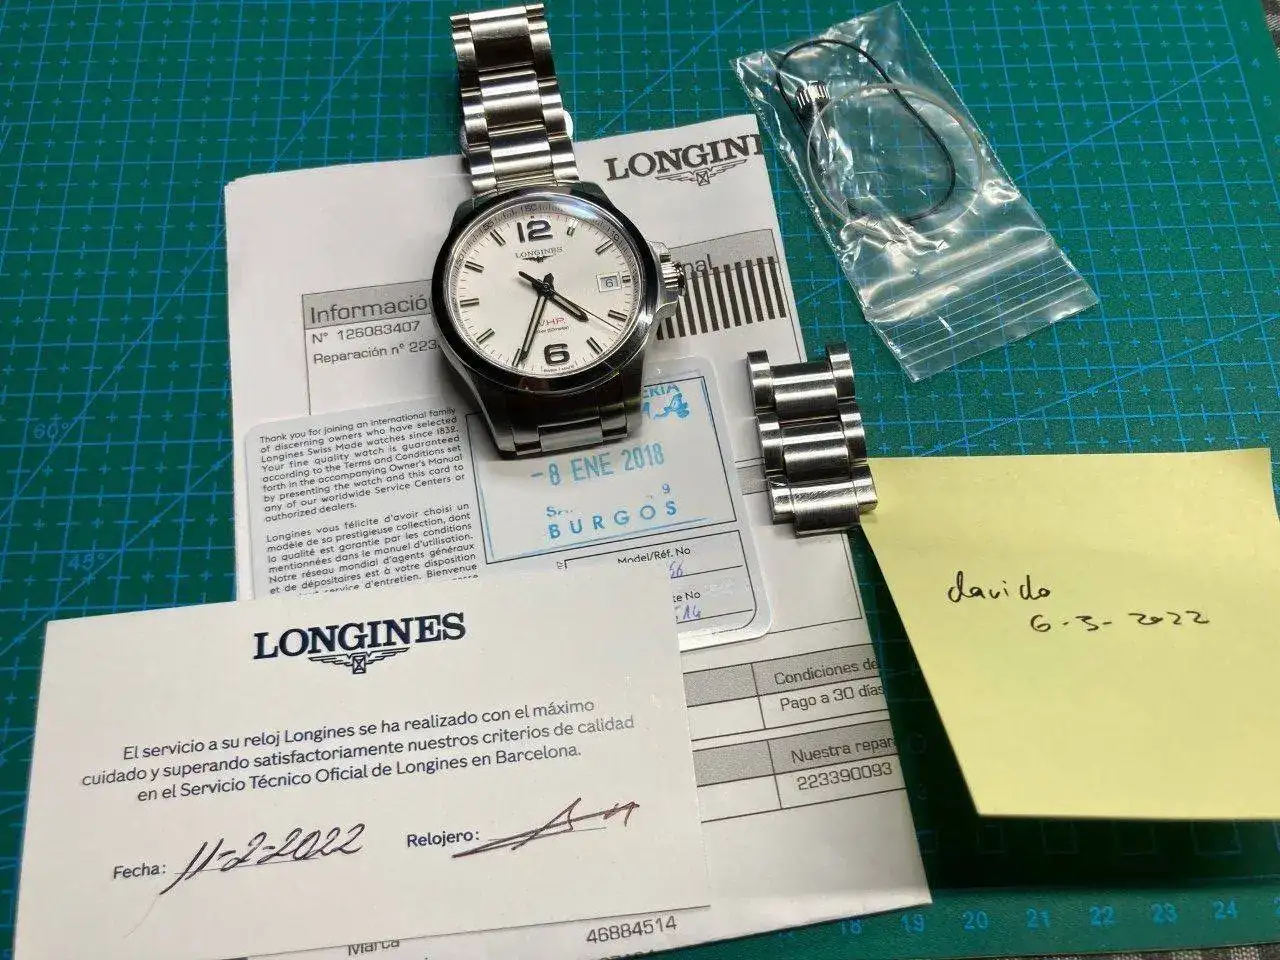 LONGINES
12
LONGINES
6
V.H.P.
6
Nº 126083407
Reparación nº 223
Thank you for joining an international family
of discerning owners who have selected
Longines Swiss Made watches since 1832.
Your fine quality watch is guaranteed
according to the Terms and Conditions set
forth in the accompanying Owner's Manual
by presenting the watch and this card to
any of our worldwide Service Centers or
authorized dealers.
Longines vous félicite d'avoir choisi un
modèle de sa prestigieuse collection, dont
la qualité est garantie par les conditions
mentionnées dans le manuel d'utilisation.
Notre réseau mondial d'agents généraux
et de dépositaires est à votre disposition
service d'entretien. Bienvenue
-8 ENE 2018
BURGOS
Model/Réf. No
LONGINES
El servicio a su reloj Longines se ha realizado con el máximo
cuidado y superando satisfactoriamente nuestros criterios de calidad
en el Servicio Técnico Oficial de Longines en Barcelona.
Fecha: 11-2-2022 Relojero:
Condiciones de
Pago a 30 días
Nuestra repar
223390093
Marca 46884514
davido
6-3-2022
60°
45°
18 19 20 21 22 23 24